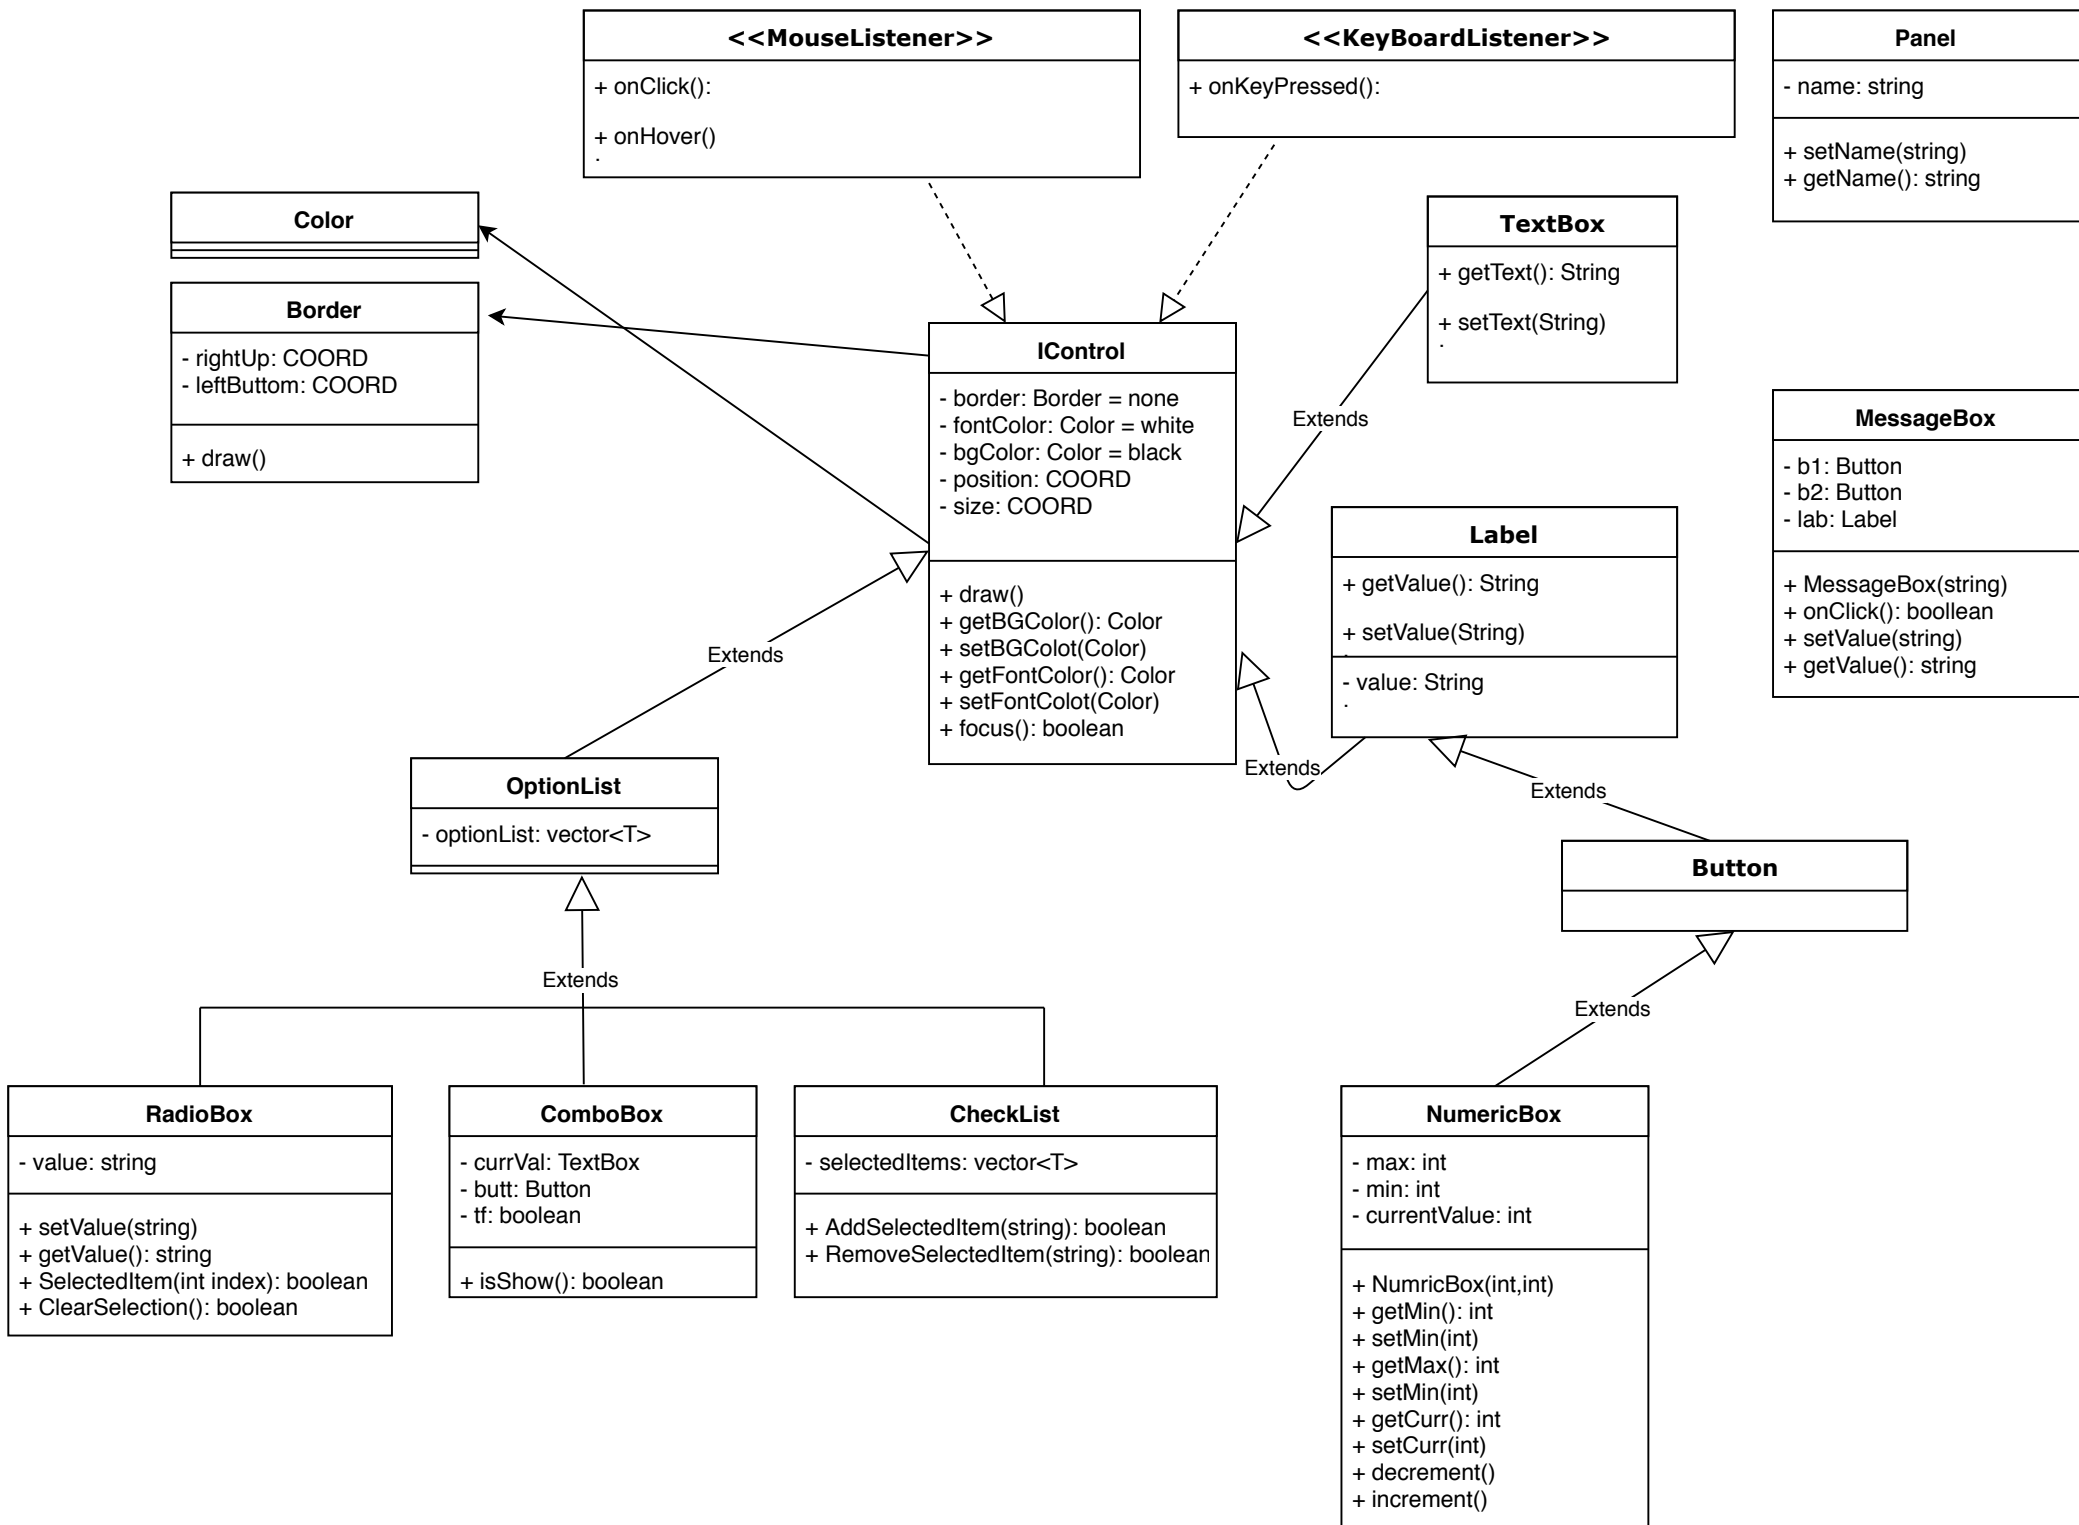 <<MouseListener>>
+ onClick():
+ onHover()
<<KeyBoardListener>>
+ onKeyPressed():
Panel
- name: string
+ setName(string)
+ getName(): string
Color
Border
- rightUp: COORD
- leftButtom: COORD
+ draw()
TextBox
+ getText(): String
+ setText(String)
IControl
- border: Border = none
- fontColor: Color = white
- bgColor: Color = black
- position: COORD
- size: COORD
+ draw()
+ getBGColor(): Color
+ setBGColot(Color)
+ getFontColor(): Color
+ setFontColot(Color)
+ focus(): boolean
Extends
MessageBox
- b1: Button
- b2: Button
- lab: Label
+ MessageBox(string)
+ onClick(): boollean
+ setValue(string)
+ getValue(): string
Label
+ getValue(): String
+ setValue(String)
- value: String
Extends
Extends
Extends
OptionList
- optionList: vector<T>
Button
Extends
Extends
RadioBox
- value: string
+ setValue(string)
+ getValue(): string
+ SelectedItem(int index): boolean
+ ClearSelection(): boolean
ComboBox
- currVal: TextBox
- butt: Button
- tf: boolean
+ isShow(): boolean
CheckList
- selectedItems: vector<T>
+ AddSelectedItem(string): boolean
+ RemoveSelectedItem(string): boolean
NumericBox
- max: int
- min: int
- currentValue: int
+ NumricBox(int,int)
+ getMin(): int
+ setMin(int)
+ getMax(): int
+ setMin(int)
+ getCurr(): int
+ setCurr(int)
+ decrement()
+ increment()